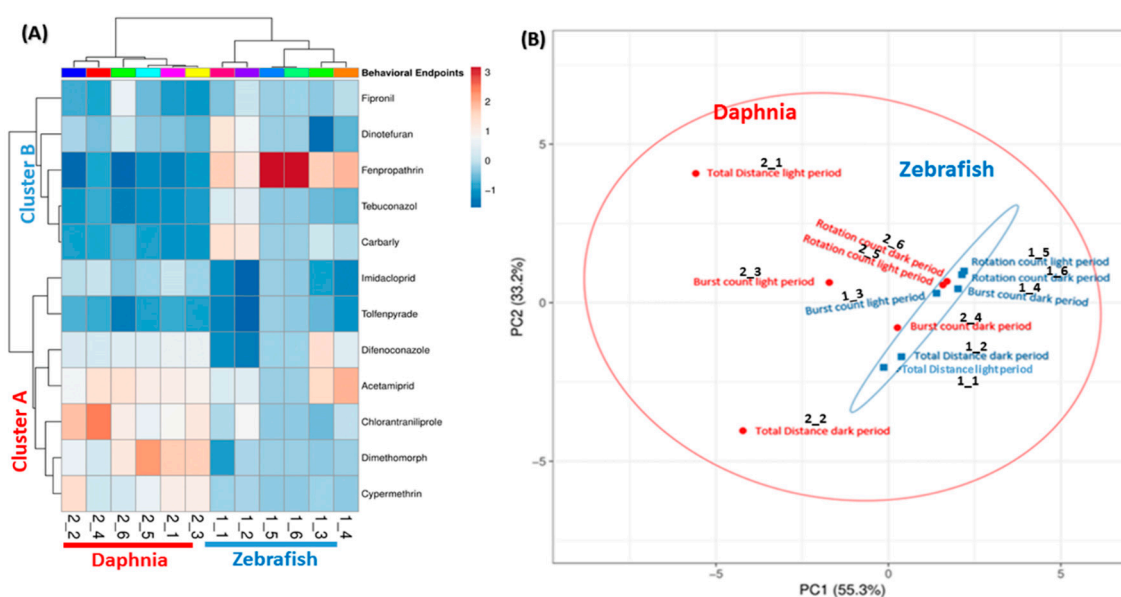 (A)
Behavioral Endpoints
3
2
1
0
−1
Fipronil
Dinotefuran
Fenpropathrin
Tebuconazol
Carbarly
Imidacloprid
Tolfenpyrade
Difenoconazole
Acetamiprid
Chlorantraniliprole
Dimethomorph
Cypermethrin
Cluster B
Cluster A
2_2 2_4 2_6 2_5 2_1 2_3 1_1 1_2 1_5 1_6 1_3 1_4
Daphnia Zebrafish
(B)
Daphnia
Zebrafish
2_1
Total Distance light period
2_6
Rotation count dark period
2_5
Rotation count light period
2_3
Burst count light period
1_3
Burst count light period
1_5
Rotation count light period
1_6
Rotation count dark period
1_4
Burst count dark period
2_4
Burst count dark period
1_2
Total Distance dark period
Total Distance light period
1_1
2_2
Total Distance dark period
5
0
−5
PC2 (33.2%)
−5 0 5
PC1 (55.3%)